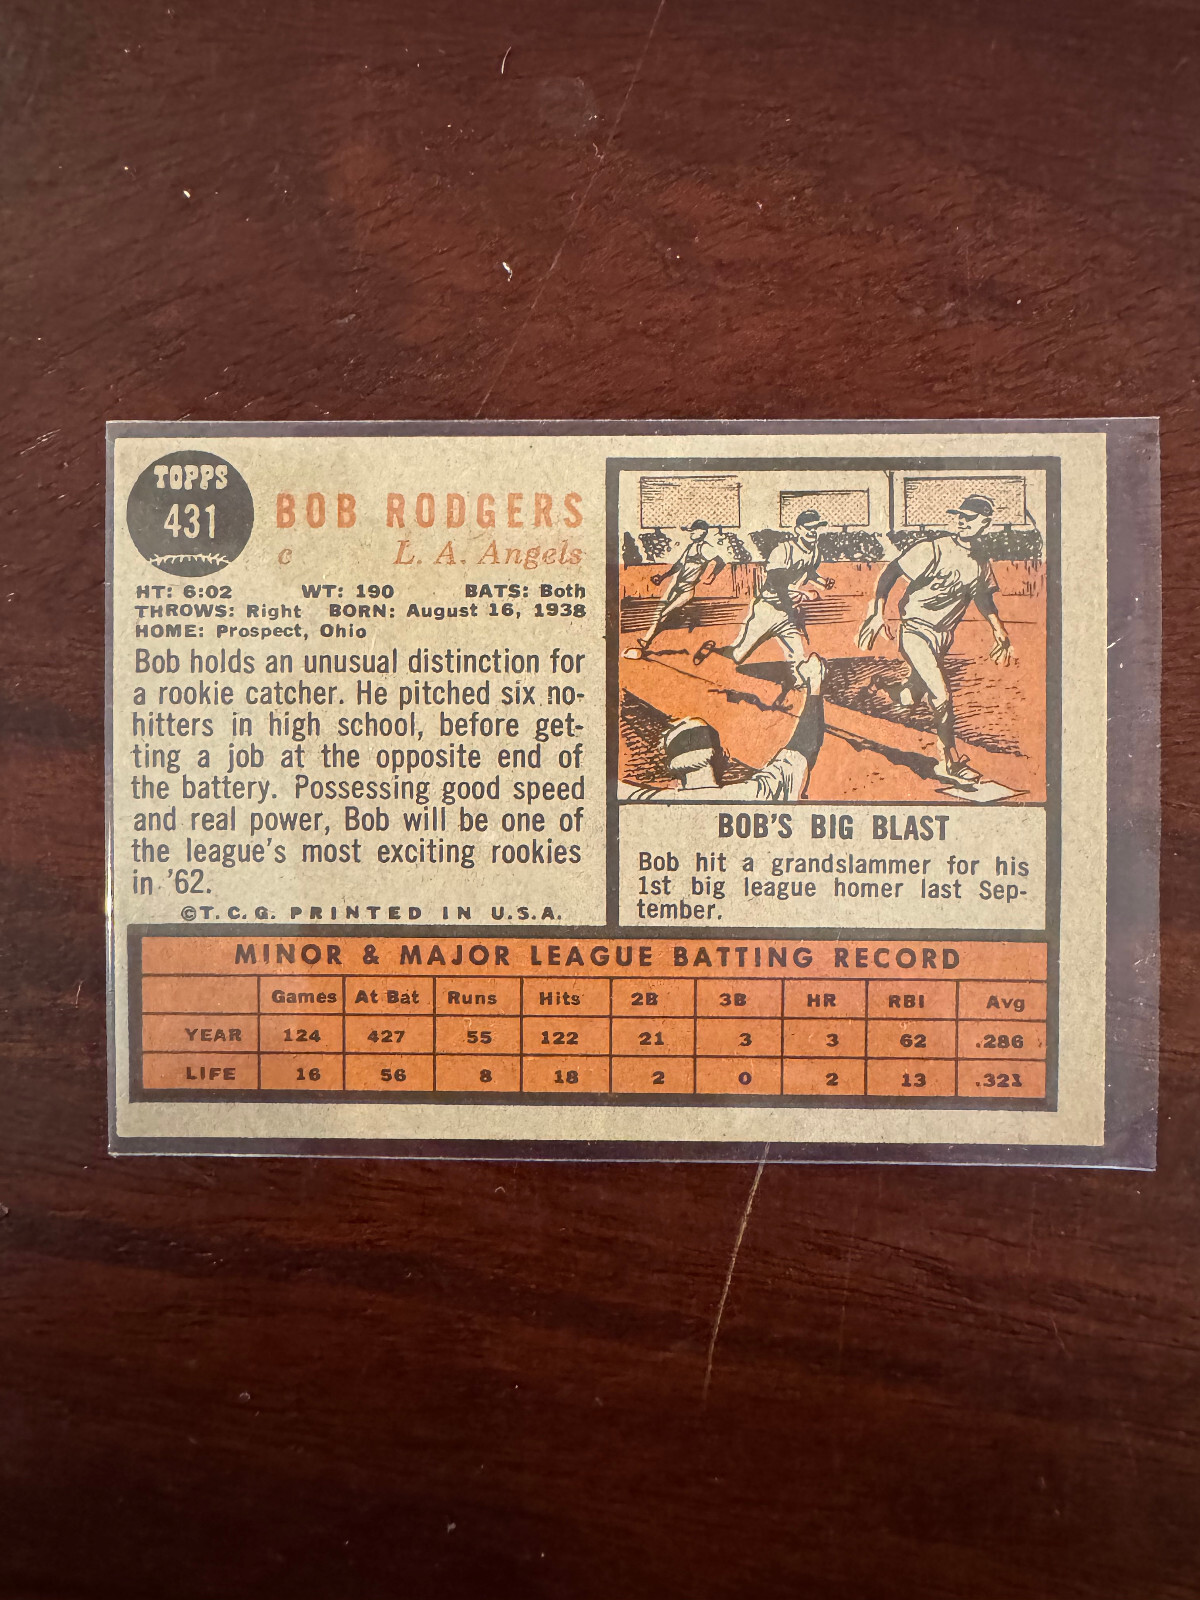 TOPPS
431
BOB RODGERS
c L. A. Angels
HT: 6:02 WT: 190 BATS: Both
THROWS: Right BORN: August 16, 1938
HOME: Prospect, Ohio
Bob holds an unusual distinction for
a rookie catcher. He pitched six no-
hitters in high school, before get-
ting a job at the opposite end of
the battery. Possessing good speed
and real power, Bob will be one of
the league's most exciting rookies
in '62.
©T. C. G. PRINTED IN U.S.A.
BOB'S BIG BLAST
Bob hit a grandslammer for his
1st big league homer last Sep-
tember.
MINOR & MAJOR LEAGUE BATTING RECORD
Games At Bat Runs Hits 2B 3B HR RBI Avg
YEAR 124 427 55 122 21 3 3 62 .286
LIFE 16 56 8 18 2 0 2 13 .321